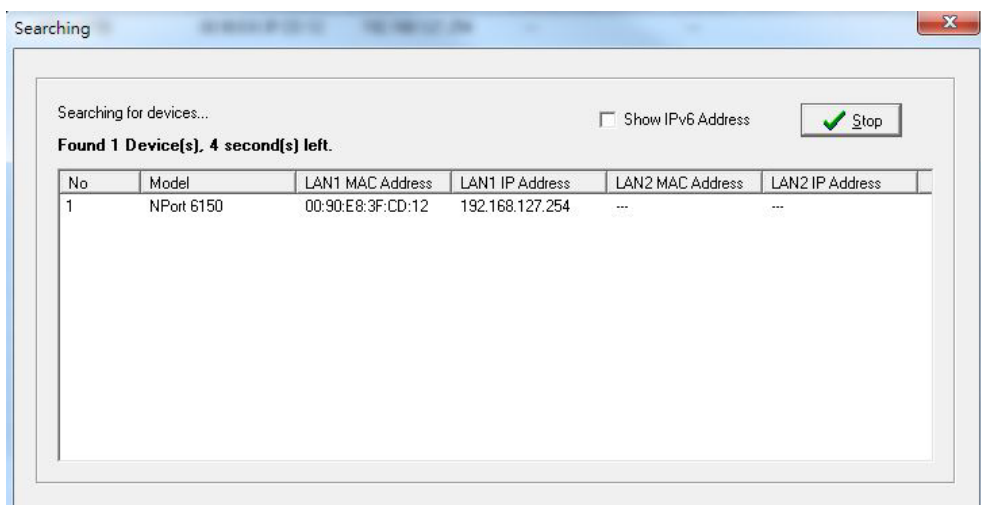 Searching
Searching for devices...
Show IPv6 Address
Stop
Found 1 Device(s), 4 second(s) left.
No Model LAN1 MAC Address LAN1 IP Address LAN2 MAC Address LAN2 IP Address
1 NPort 6150 00:90:E8:3F:CD:12 192.168.127.254 --- ---